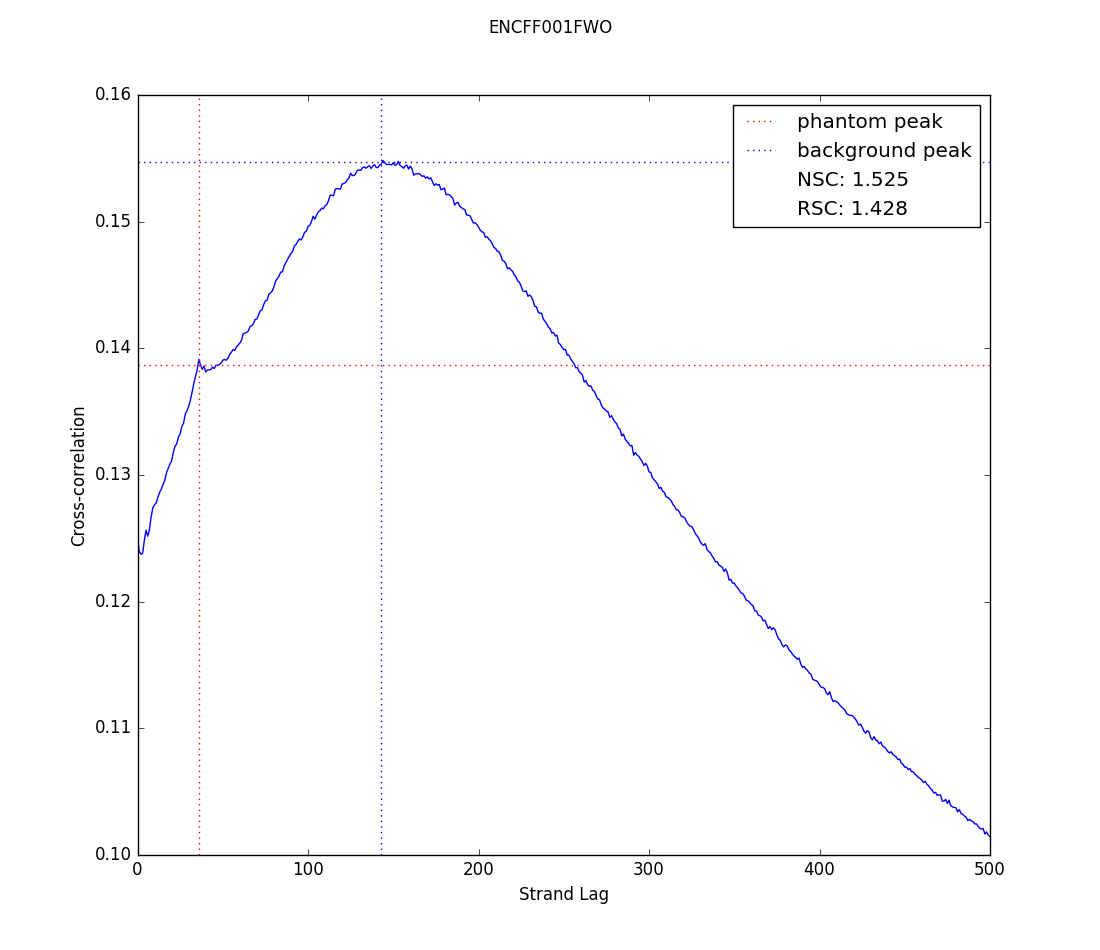 ENCFF001FWO
0.16
0.15
0.14
0.13
0.12
0.11
0.10
Cross-correlation
phantom peak
background peak
NSC: 1.525
RSC: 1.428
0 100 200 300 400 500
Strand Lag